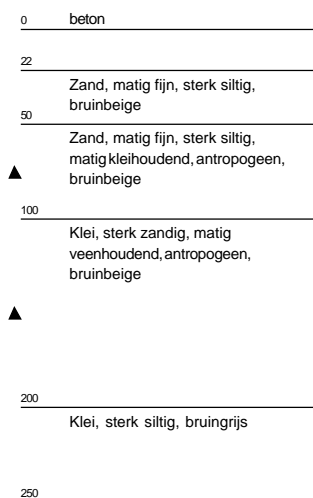 0 beton
22
Zand, matig fijn, sterk siltig,
bruinbeige
50
Zand, matig fijn, sterk siltig,
matig kleihoudend, antropogeen,
bruinbeige
100
Klei, sterk zandig, matig
veenhoudend, antropogeen,
bruinbeige
200
Klei, sterk siltig, bruingrijs
250